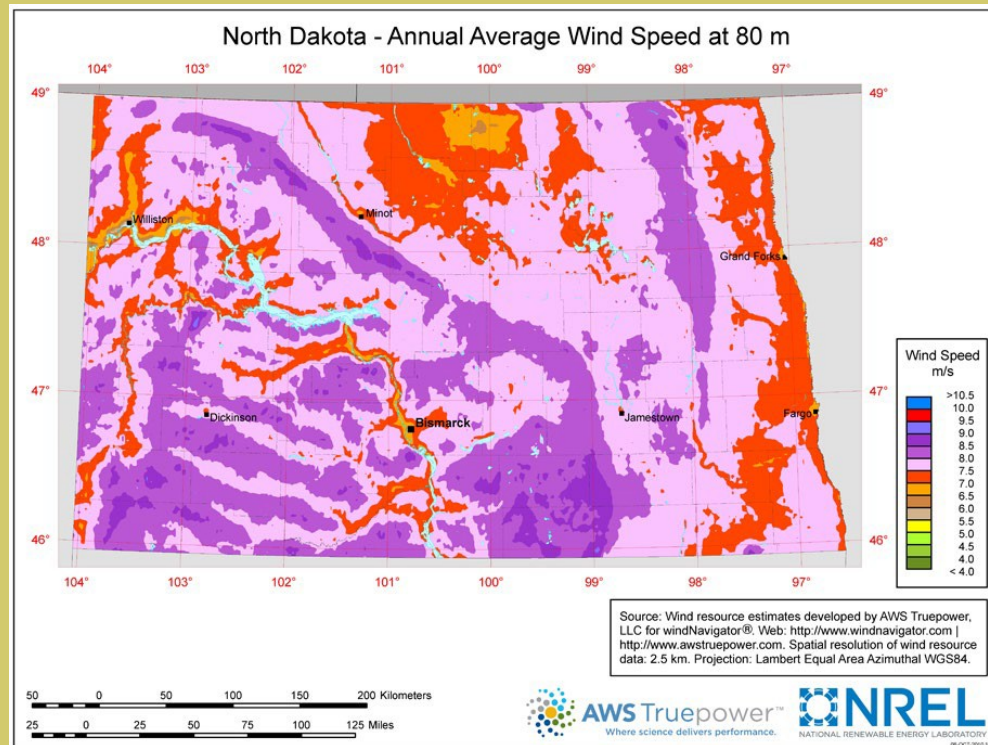 North Dakota - Annual Average Wind Speed at 80 m
104° 103° 102° 101° 100° 99° 98° 97°
49° 49°
Williston
Minot
48° 48°
Grand Forks
47° 47°
Dickinson
Bismarck
Jamestown
Fargo
46° 46°
104° 103° 102° 101° 100° 99° 98° 97°
Wind Speed
m/s
>10.5
10.0
9.5
9.0
8.5
8.0
7.5
7.0
6.5
6.0
5.5
5.0
4.5
4.0
< 4.0
Source: Wind resource estimates developed by AWS Truepower,
LLC for windNavigator®. Web: http://www.windnavigator.com |
http://www.awstruepower.com. Spatial resolution of wind resource
data: 2.5 km. Projection: Lambert Equal Area Azimuthal WGS84.
50 0 50 100 150 200 Kilometers
25 0 25 50 75 100 125 Miles
AWS Truepower™
Where science delivers performance.
NREL
NATIONAL RENEWABLE ENERGY LABORATORY